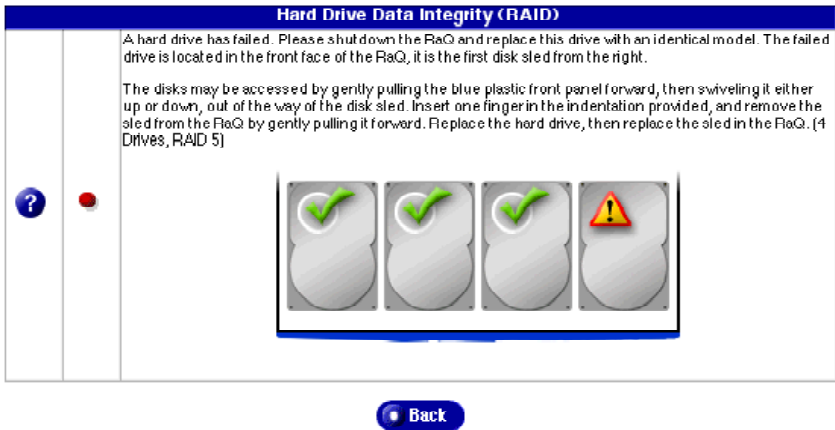 Hard Drive Data Integrity (RAID)
A hard drive has failed. Please shutdown the RaQ and replace this drive with an identical model. The failed
drive is located in the front face of the RaQ, it is the first disk sled from the right.
The disks may be accessed by gently pulling the blue plastic front panel forward, then swiveling it either
up or down, out of the way of the disk sled. Insert one finger in the indentation provided, and remove the
sled from the RaQ by gently pulling it forward. Replace the hard drive, then replace the sled in the RaQ. (4
Drives, RAID 5)
?
!
Back